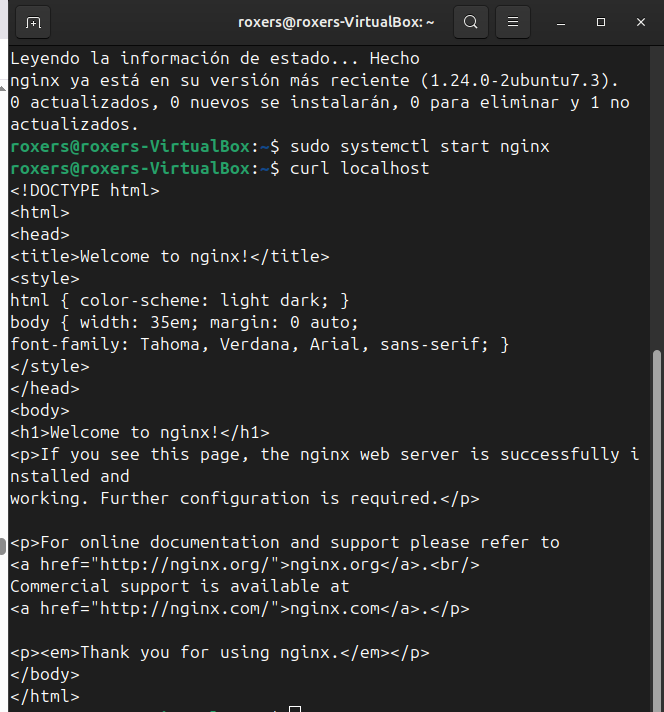 roxers@roxers-VirtualBox: ~
Leyendo la información de estado... Hecho
nginx ya está en su versión más reciente (1.24.0-2ubuntu7.3).
0 actualizados, 0 nuevos se instalarán, 0 para eliminar y 1 no
actualizados.
roxers@roxers-VirtualBox:~$ sudo systemctl start nginx
roxers@roxers-VirtualBox:~$ curl localhost
<!DOCTYPE html>
<html>
<head>
<title>Welcome to nginx!</title>
<style>
html { color-scheme: light dark; }
body { width: 35em; margin: 0 auto;
font-family: Tahoma, Verdana, Arial, sans-serif; }
</style>
</head>
<body>
<h1>Welcome to nginx!</h1>
<p>If you see this page, the nginx web server is successfully i
nstalled and
working. Further configuration is required.</p>

<p>For online documentation and support please refer to
<a href="http://nginx.org/">nginx.org</a>.<br/>
Commercial support is available at
<a href="http://nginx.com/">nginx.com</a>.</p>

<p><em>Thank you for using nginx.</em></p>
</body>
</html>